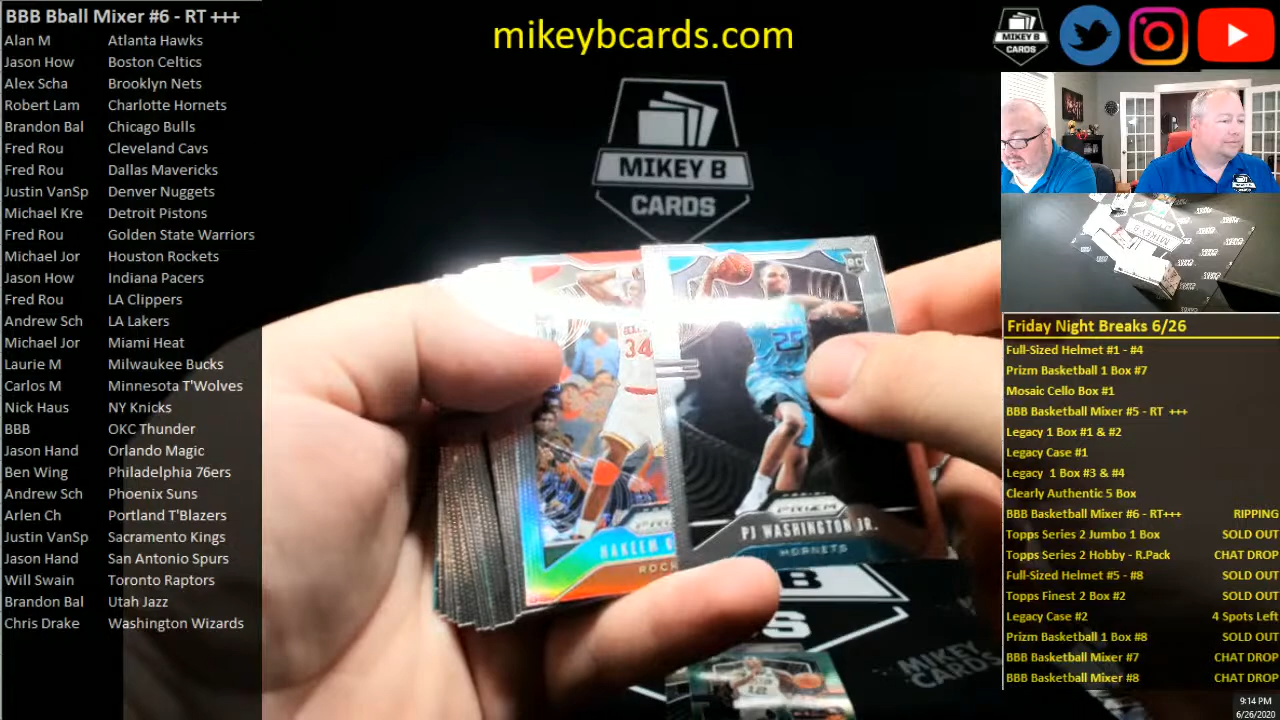 BBB Bball Mixer #6 - RT +++
Alan M Atlanta Hawks
Jason How Boston Celtics
Alex Scha Brooklyn Nets
Robert Lam Charlotte Hornets
Brandon Bal Chicago Bulls
Fred Rou Cleveland Cavs
Fred Rou Dallas Mavericks
Justin VanSp Denver Nuggets
Michael Kre Detroit Pistons
Fred Rou Golden State Warriors
Michael Jor Houston Rockets
Jason How Indiana Pacers
Fred Rou LA Clippers
Andrew Sch LA Lakers
Michael Jor Miami Heat
Laurie M Milwaukee Bucks
Carlos M Minnesota T'Wolves
Nick Haus NY Knicks
BBB OKC Thunder
Jason Hand Orlando Magic
Ben Wing Philadelphia 76ers
Andrew Sch Phoenix Suns
Arlen Ch Portland T'Blazers
Justin VanSp Sacramento Kings
Jason Hand San Antonio Spurs
Will Swain Toronto Raptors
Brandon Bal Utah Jazz
Chris Drake Washington Wizards
mikeybcards.com
MIKEY B
CARDS
RC
34
25
PRIZM
PJ WASHINGTON JR.
HORNETS
HAKEEM
ROCK
MIKEY B
CARDS
Friday Night Breaks 6/26
Full-Sized Helmet #1 - #4
Prizm Basketball 1 Box #7
Mosaic Cello Box #1
BBB Basketball Mixer #5 - RT +++
Legacy 1 Box #1 & #2
Legacy Case #1
Legacy 1 Box #3 & #4
Clearly Authentic 5 Box
BBB Basketball Mixer #6 - RT+++ RIPPING
Topps Series 2 Jumbo 1 Box SOLD OUT
Topps Series 2 Hobby - R.Pack CHAT DROP
Full-Sized Helmet #5 - #8 SOLD OUT
Topps Finest 2 Box #2 SOLD OUT
Legacy Case #2 4 Spots Left
Prizm Basketball 1 Box #8 SOLD OUT
BBB Basketball Mixer #7 CHAT DROP
BBB Basketball Mixer #8 CHAT DROP
9:14 PM
6/26/2020